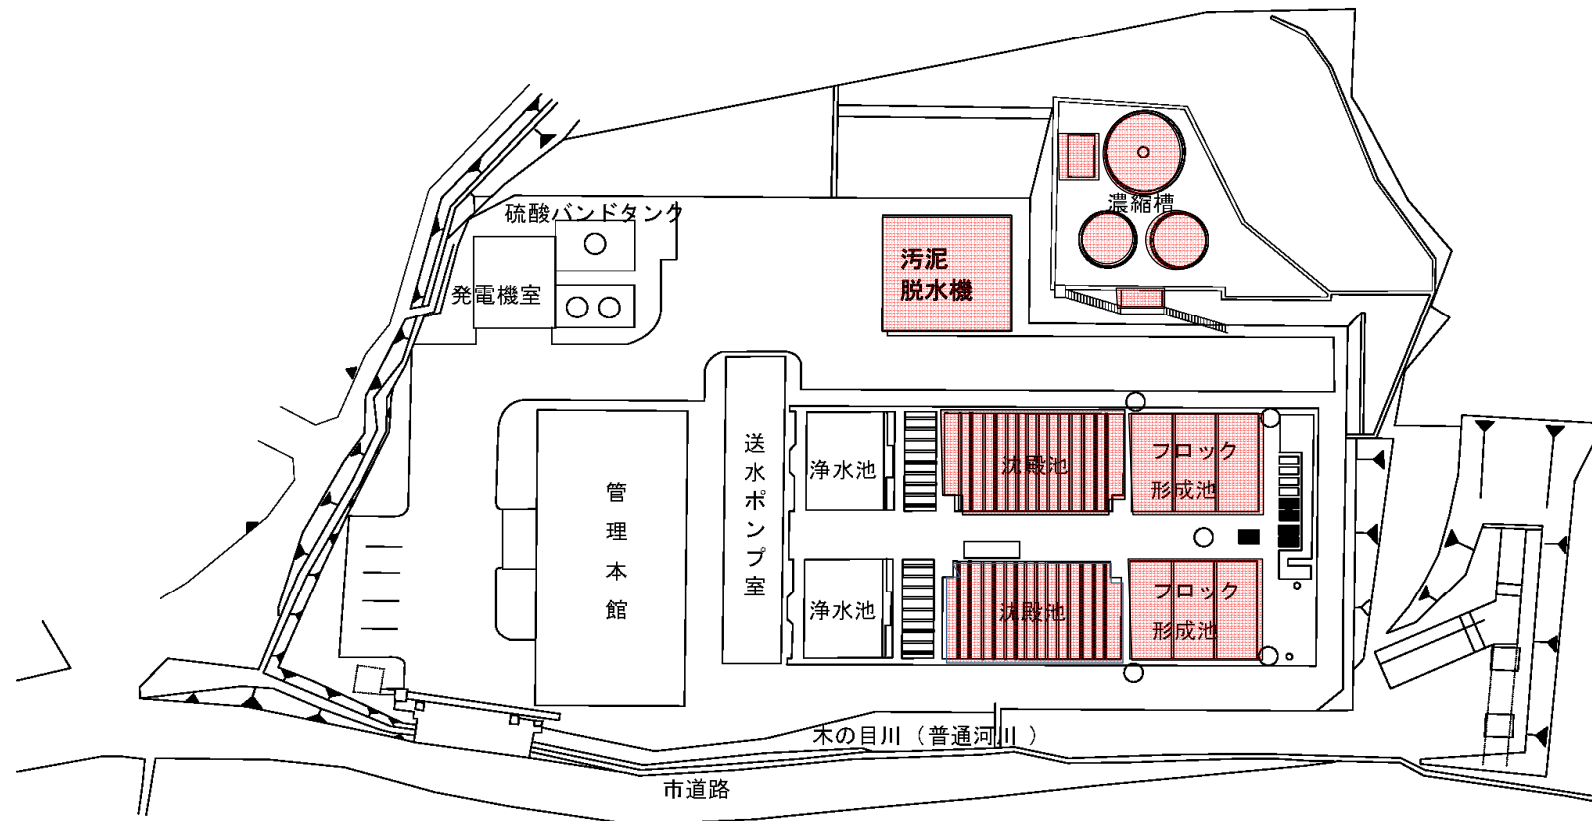 硫酸バンドタンク
濃縮槽
汚泥
脱水機
発電機室
管理本館
送水ポンプ室
浄水池
沈殿池
フロック
形成池
浄水池
沈殿池
フロック
形成池
木の目川（普通河川 ）
市道路